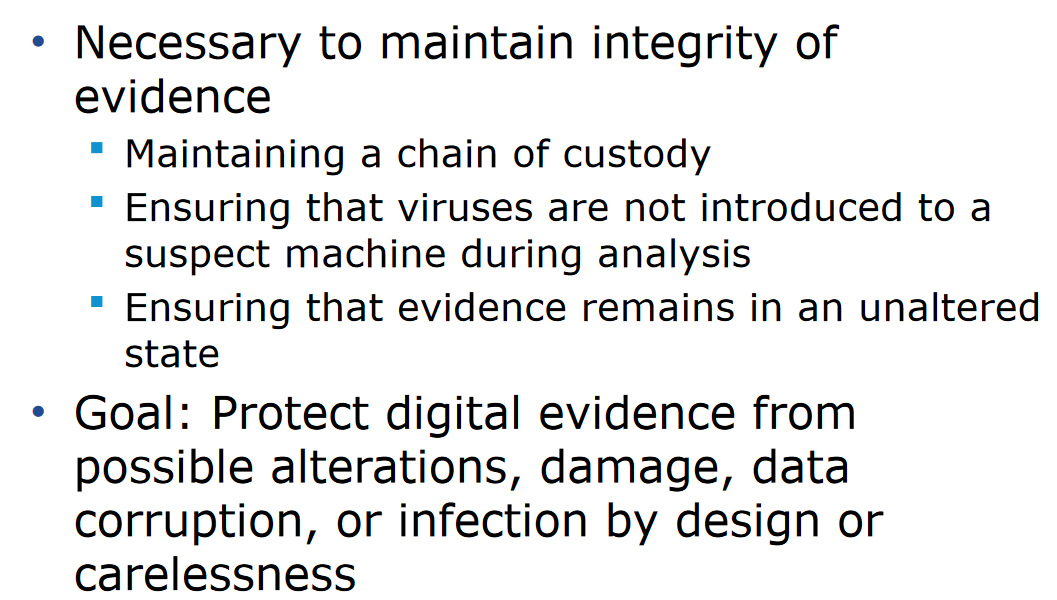 • Necessary to maintain integrity of
evidence
▪ Maintaining a chain of custody
▪ Ensuring that viruses are not introduced to a
suspect machine during analysis
▪ Ensuring that evidence remains in an unaltered
state
• Goal: Protect digital evidence from
possible alterations, damage, data
corruption, or infection by design or
carelessness